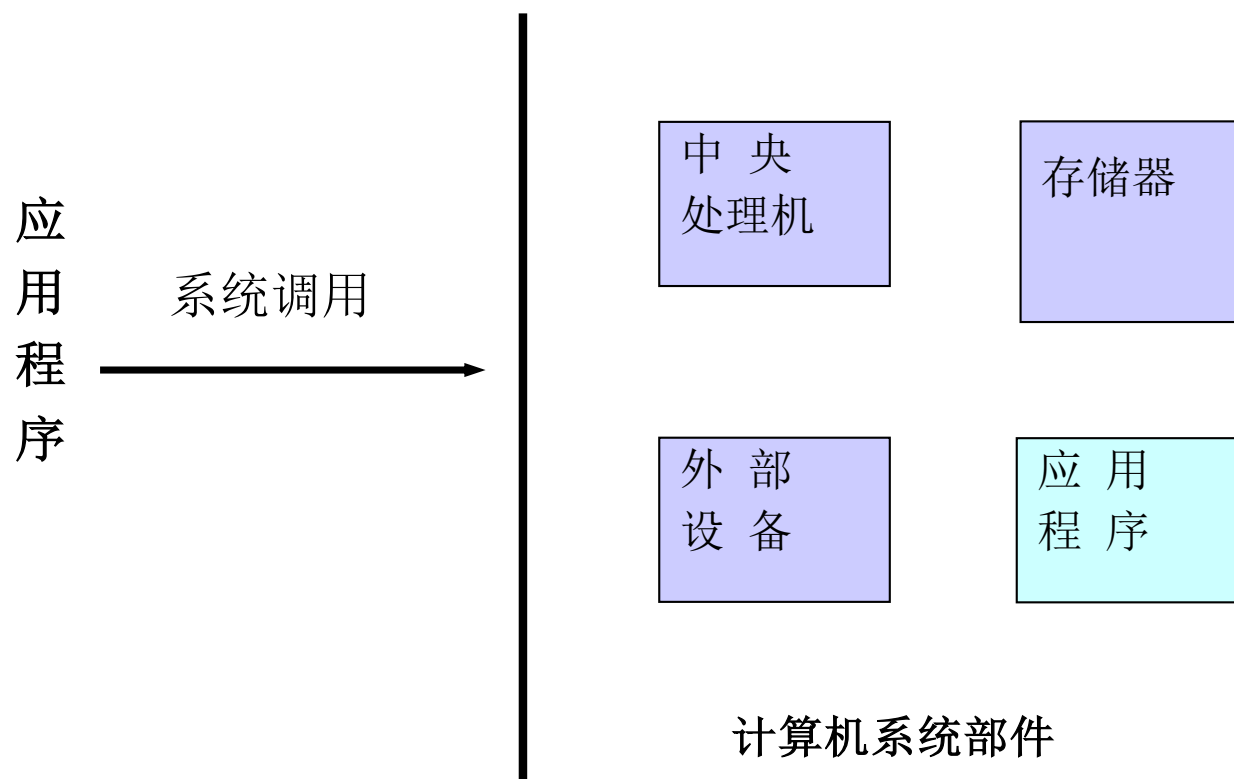 应
用
程
序
系统调用
中 央
处理机
存储器
外 部
设 备
应 用
程 序
计算机系统部件